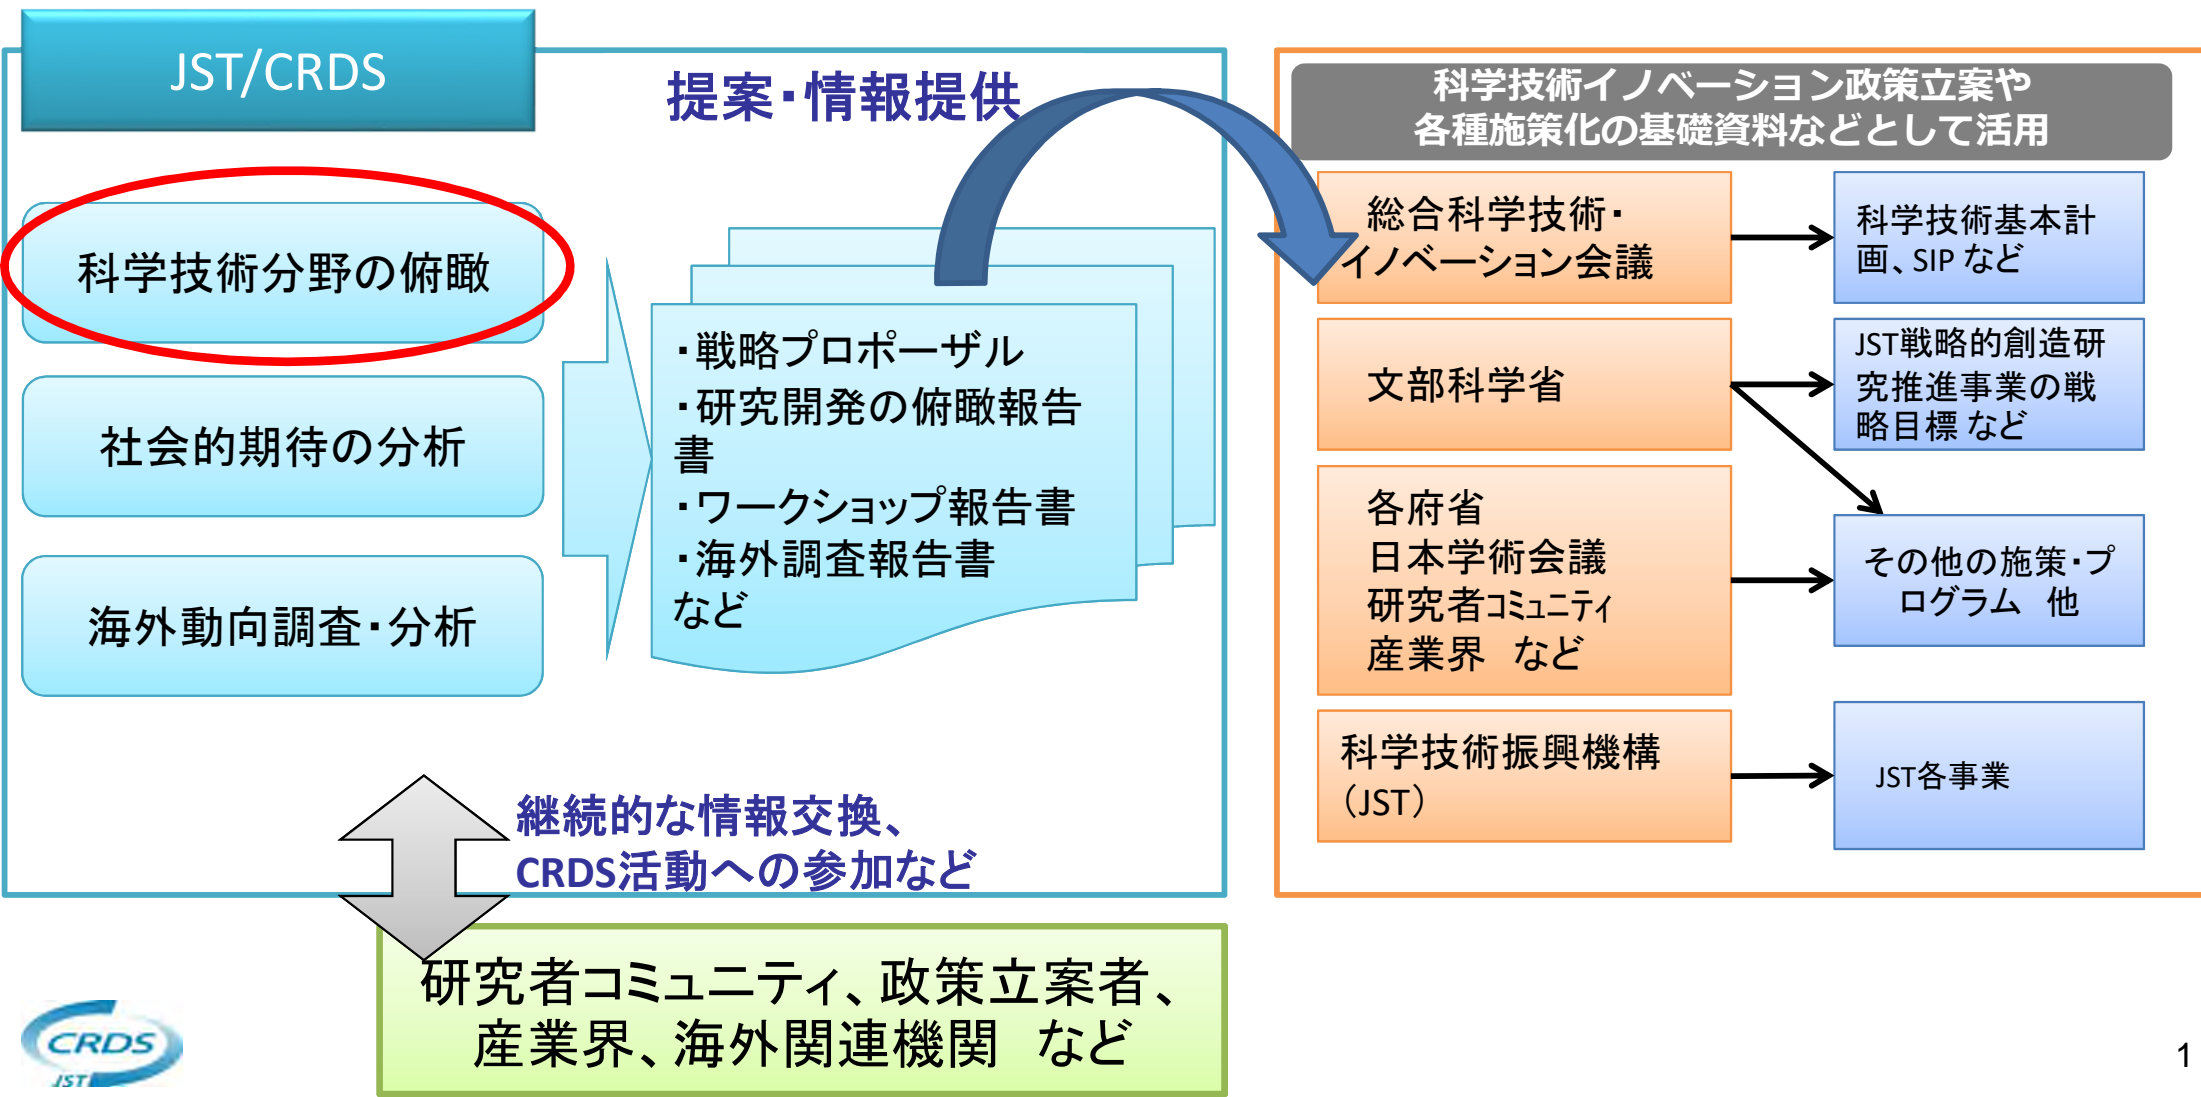 JST/CRDS
提案・情報提供
科学技術分野の俯瞰
社会的期待の分析
海外動向調査・分析
・戦略プロポーザル
・研究開発の俯瞰報告
書
・ワークショップ報告書
・海外調査報告書
など
継続的な情報交換、
CRDS活動への参加など
研究者コミュニティ、政策立案者、
産業界、海外関連機関　など
科学技術イノベーション政策立案や
各種施策化の基礎資料などとして活用
総合科学技術・
イノベーション会議
科学技術基本計
画、SIP など
文部科学省
JST戦略的創造研
究推進事業の戦
略目標 など
各府省
日本学術会議
研究者コミュニティ
産業界　など
その他の施策・プ
ログラム　他
科学技術振興機構
（JST）
JST各事業
CRDS
JST
1